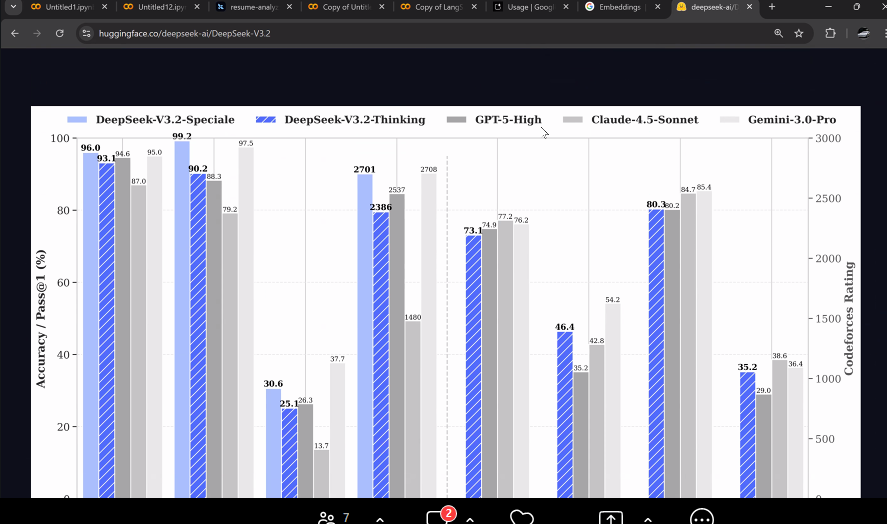 Untitled1.ipyn
Untitled12.ipy
resume-analyz
Copy of Untit
Copy of LangS
Usage | Goog
Embeddings
deepseek-ai/D
huggingface.co/deepseek-ai/DeepSeek-V3.2
DeepSeek-V3.2-Speciale DeepSeek-V3.2-Thinking GPT-5-High Claude-4.5-Sonnet Gemini-3.0-Pro
Accuracy / Pass@1 (%)
100
80
60
40
20
96.0 93.1 94.6 87.0 95.0
99.2 90.2 88.3 79.2 97.5
30.6 25.1 26.3 13.7 37.7
2701 2386 2537 1480 2708
73.1 74.9 77.2 76.2
46.4 35.2 42.8 54.2
80.3 80.2 84.7 85.4
35.2 29.0 38.6 36.4
3000
2500
2000
1500
1000
500
Codeforces Rating
7
2